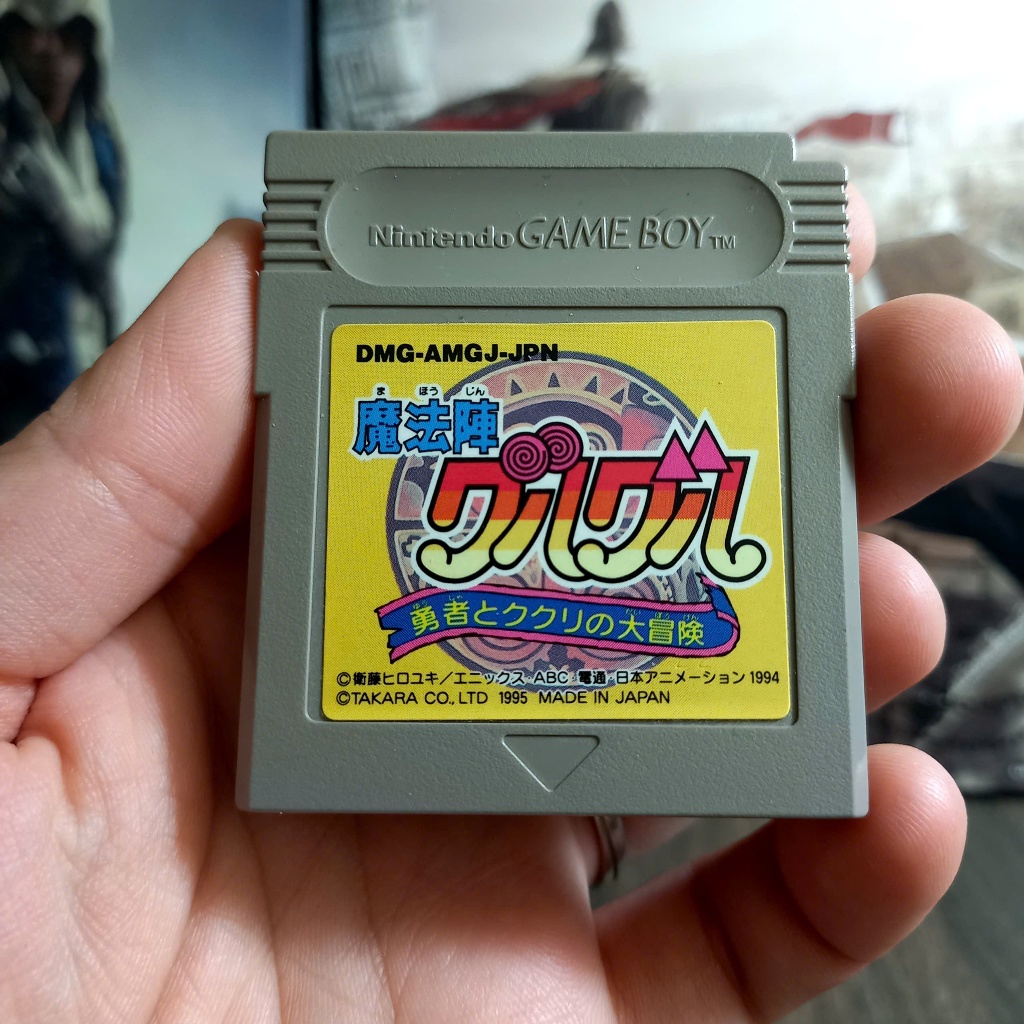 Nintendo GAME BOY TM
DMG-AMGJ-JPN
ま ほう じん
魔法陣
グルグル
ゆう しゃ だい ぼう けん
勇者とククリの大冒険
©衛藤ヒロユキ／エニックス・ABC・電通・日本アニメーション 1994
©TAKARA CO., LTD 1995 MADE IN JAPAN